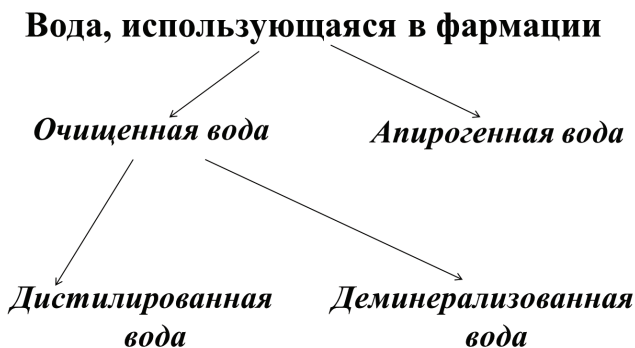 Вода, использующаяся в фармации
Очищенная вода
Апирогенная вода
Дистилированная
вода
Деминерализованная
вода